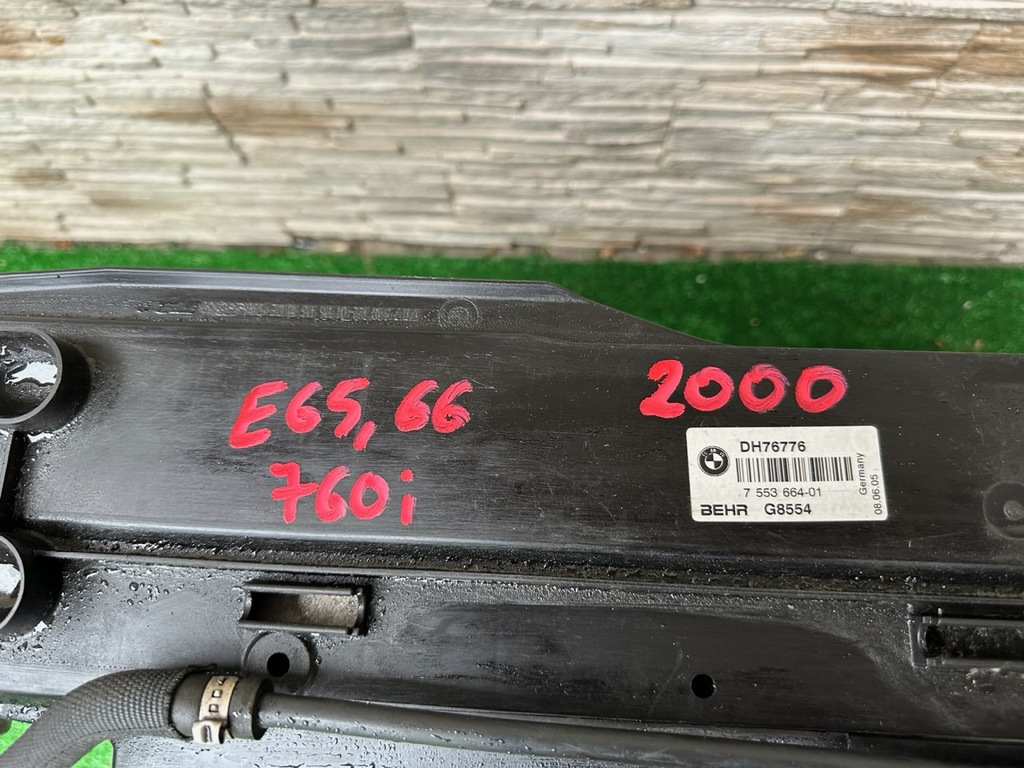 E65, 66
760i
2000
DH76776
7 553 664-01
BEHR G8554
Germany
08.06.05